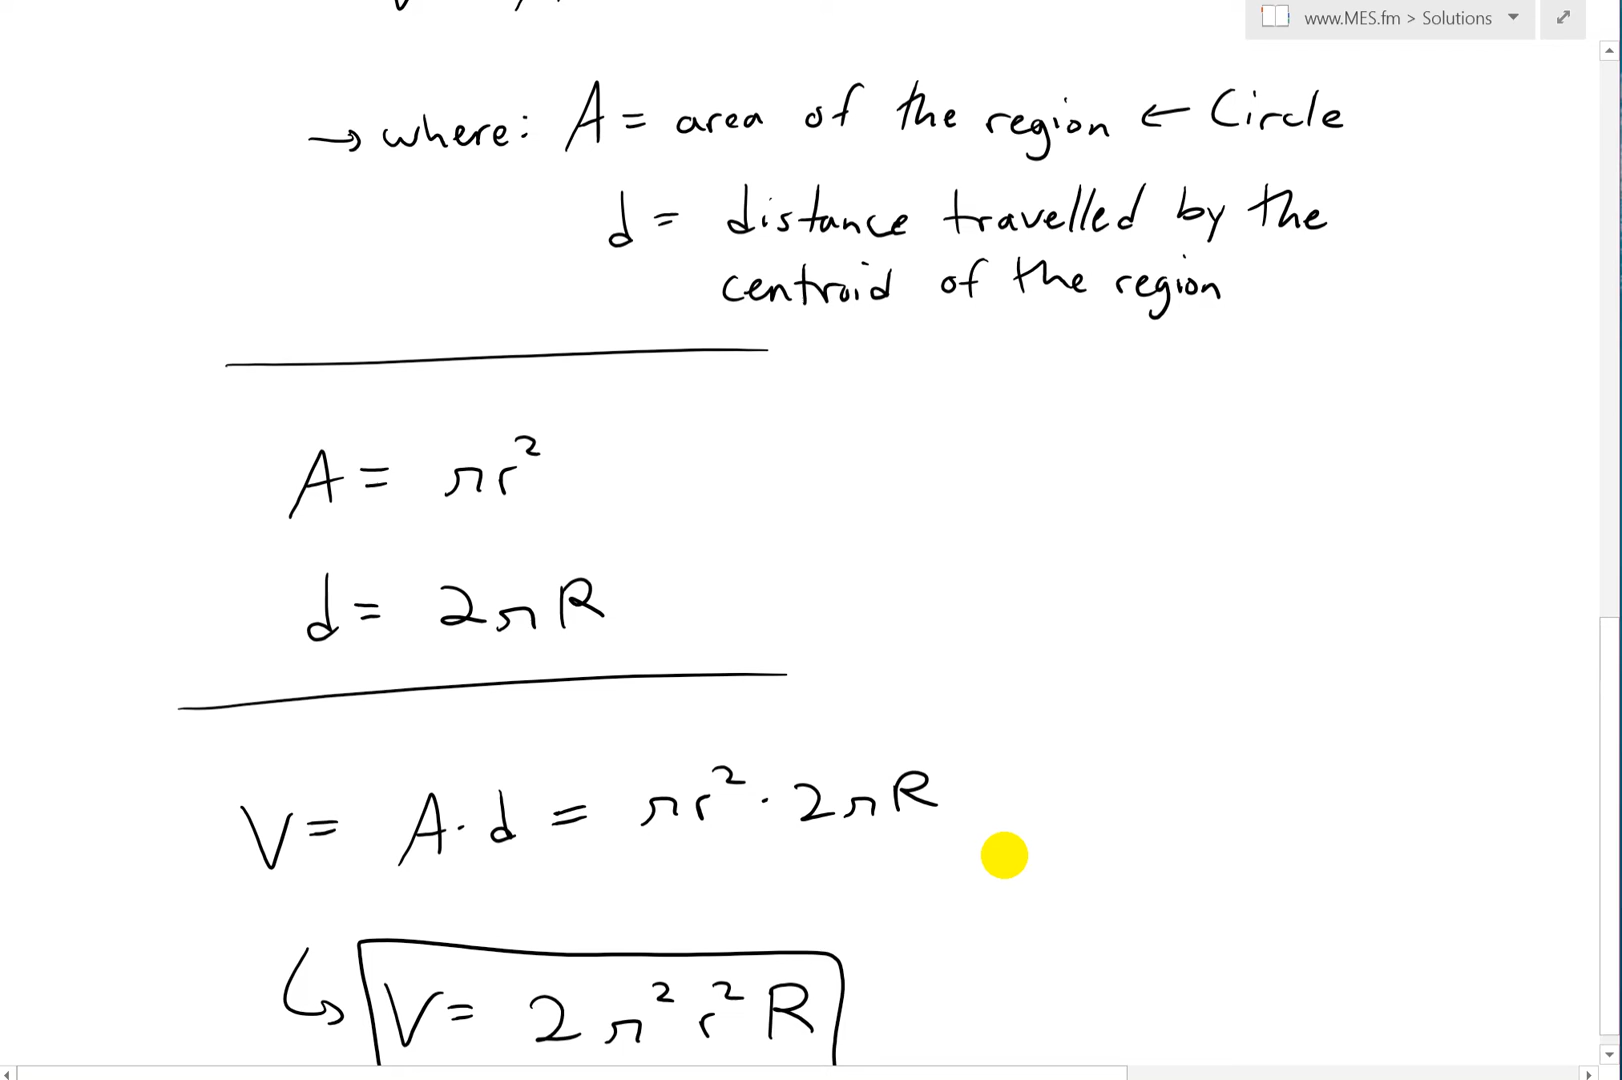 www.MES.fm > Solutions
→ where: A = area of the region ← Circle
d = distance travelled by the
centroid of the region
A = πr²
d = 2πR
V = A · d = πr² · 2πR
↳ V = 2π²r²R